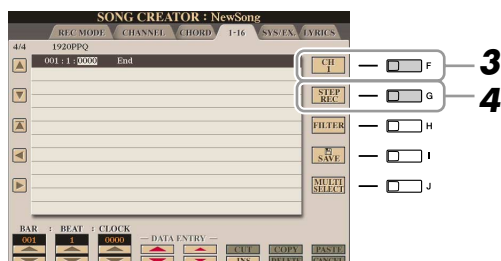 SONG CREATOR : NewSong
REC MODE CHANNEL CHORD 1-16 SYS/EX. LYRICS
4/4 1920PPQ
001 : 1 : 0000 End
CH 1 F 3
STEP REC G 4
FILTER H
SAVE I
MULTI SELECT J
BAR : BEAT : CLOCK DATA ENTRY
001 1 0000 CUT COPY PASTE
INS DELETE CANCEL